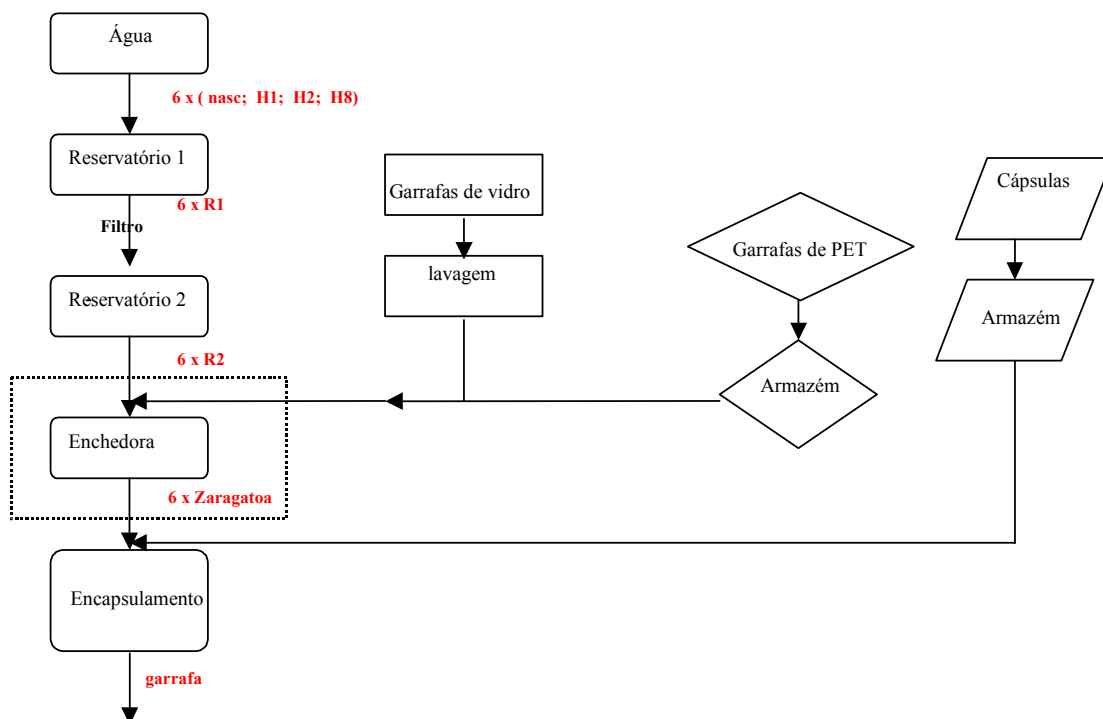 Água
6 x ( nasc; H1; H2; H8)
Reservatório 1
6 x R1
Filtro
Reservatório 2
6 x R2
Enchedora
6 x Zaragatoa
Encapsulamento
garrafa
Garrafas de vidro
lavagem
Garrafas de PET
Armazém
Cápsulas
Armazém